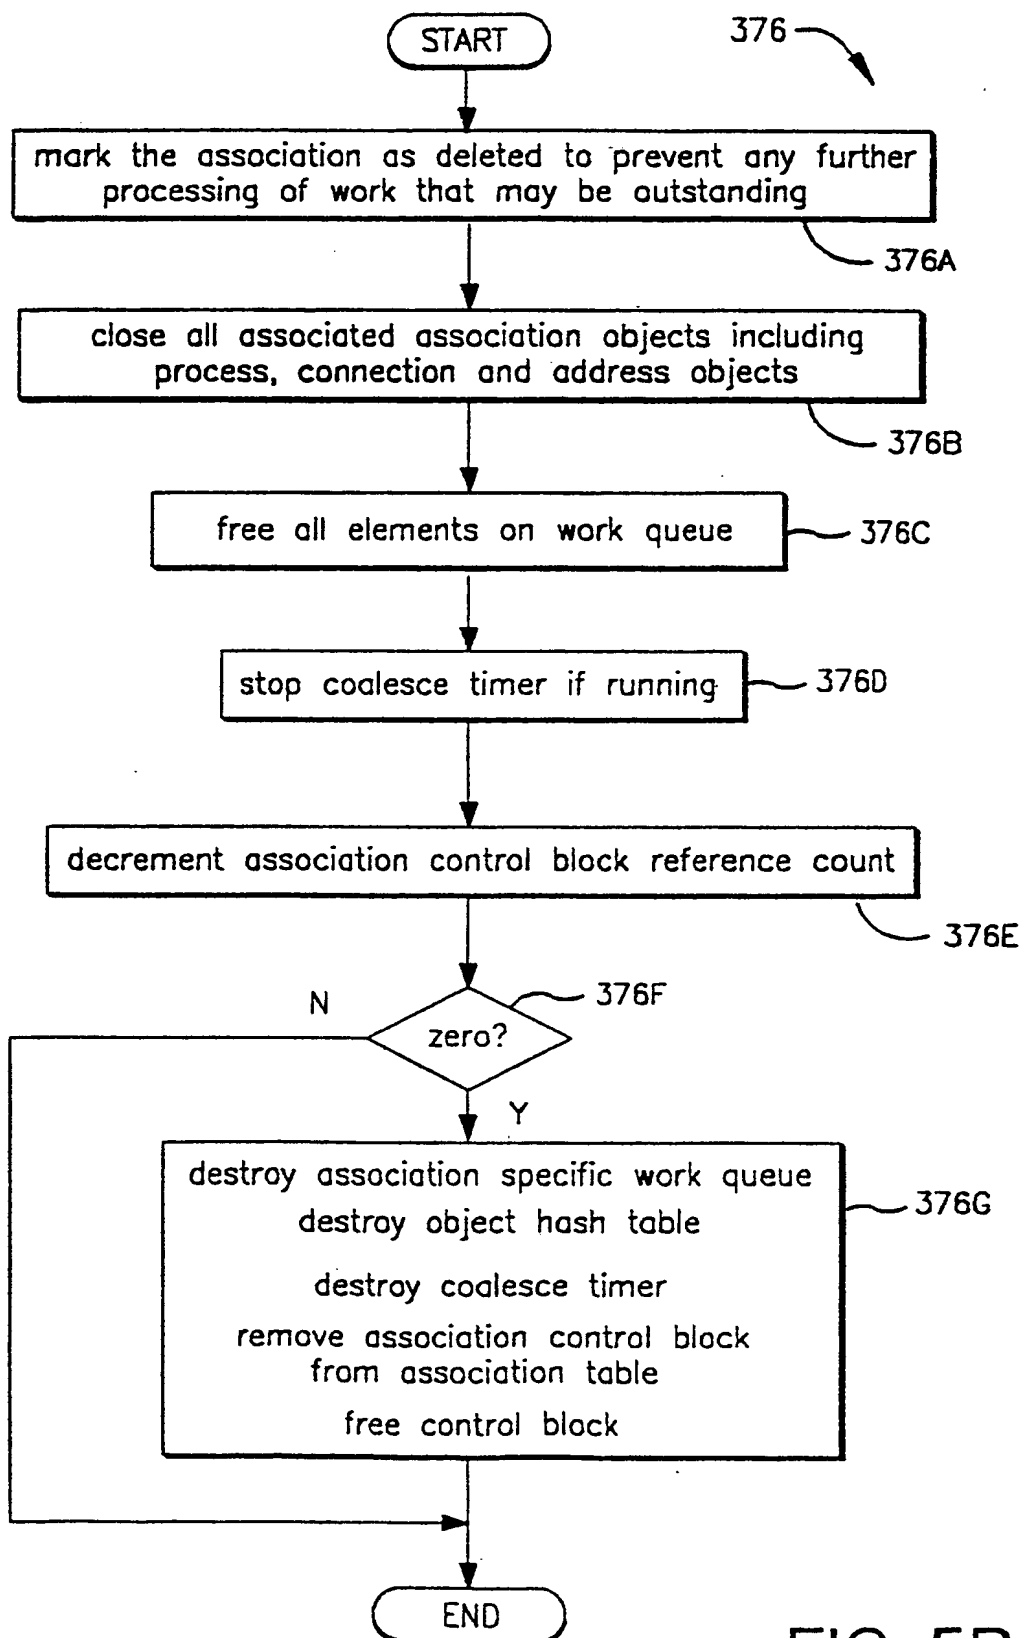 START
376
mark the association as deleted to prevent any further
processing of work that may be outstanding
376A
close all associated association objects including
process, connection and address objects
376B
free all elements on work queue
376C
stop coalesce timer if running
376D
decrement association control block reference count
376E
N
376F
zero?
Y
destroy association specific work queue
destroy object hash table
destroy coalesce timer
remove association control block
from association table
free control block
376G
END